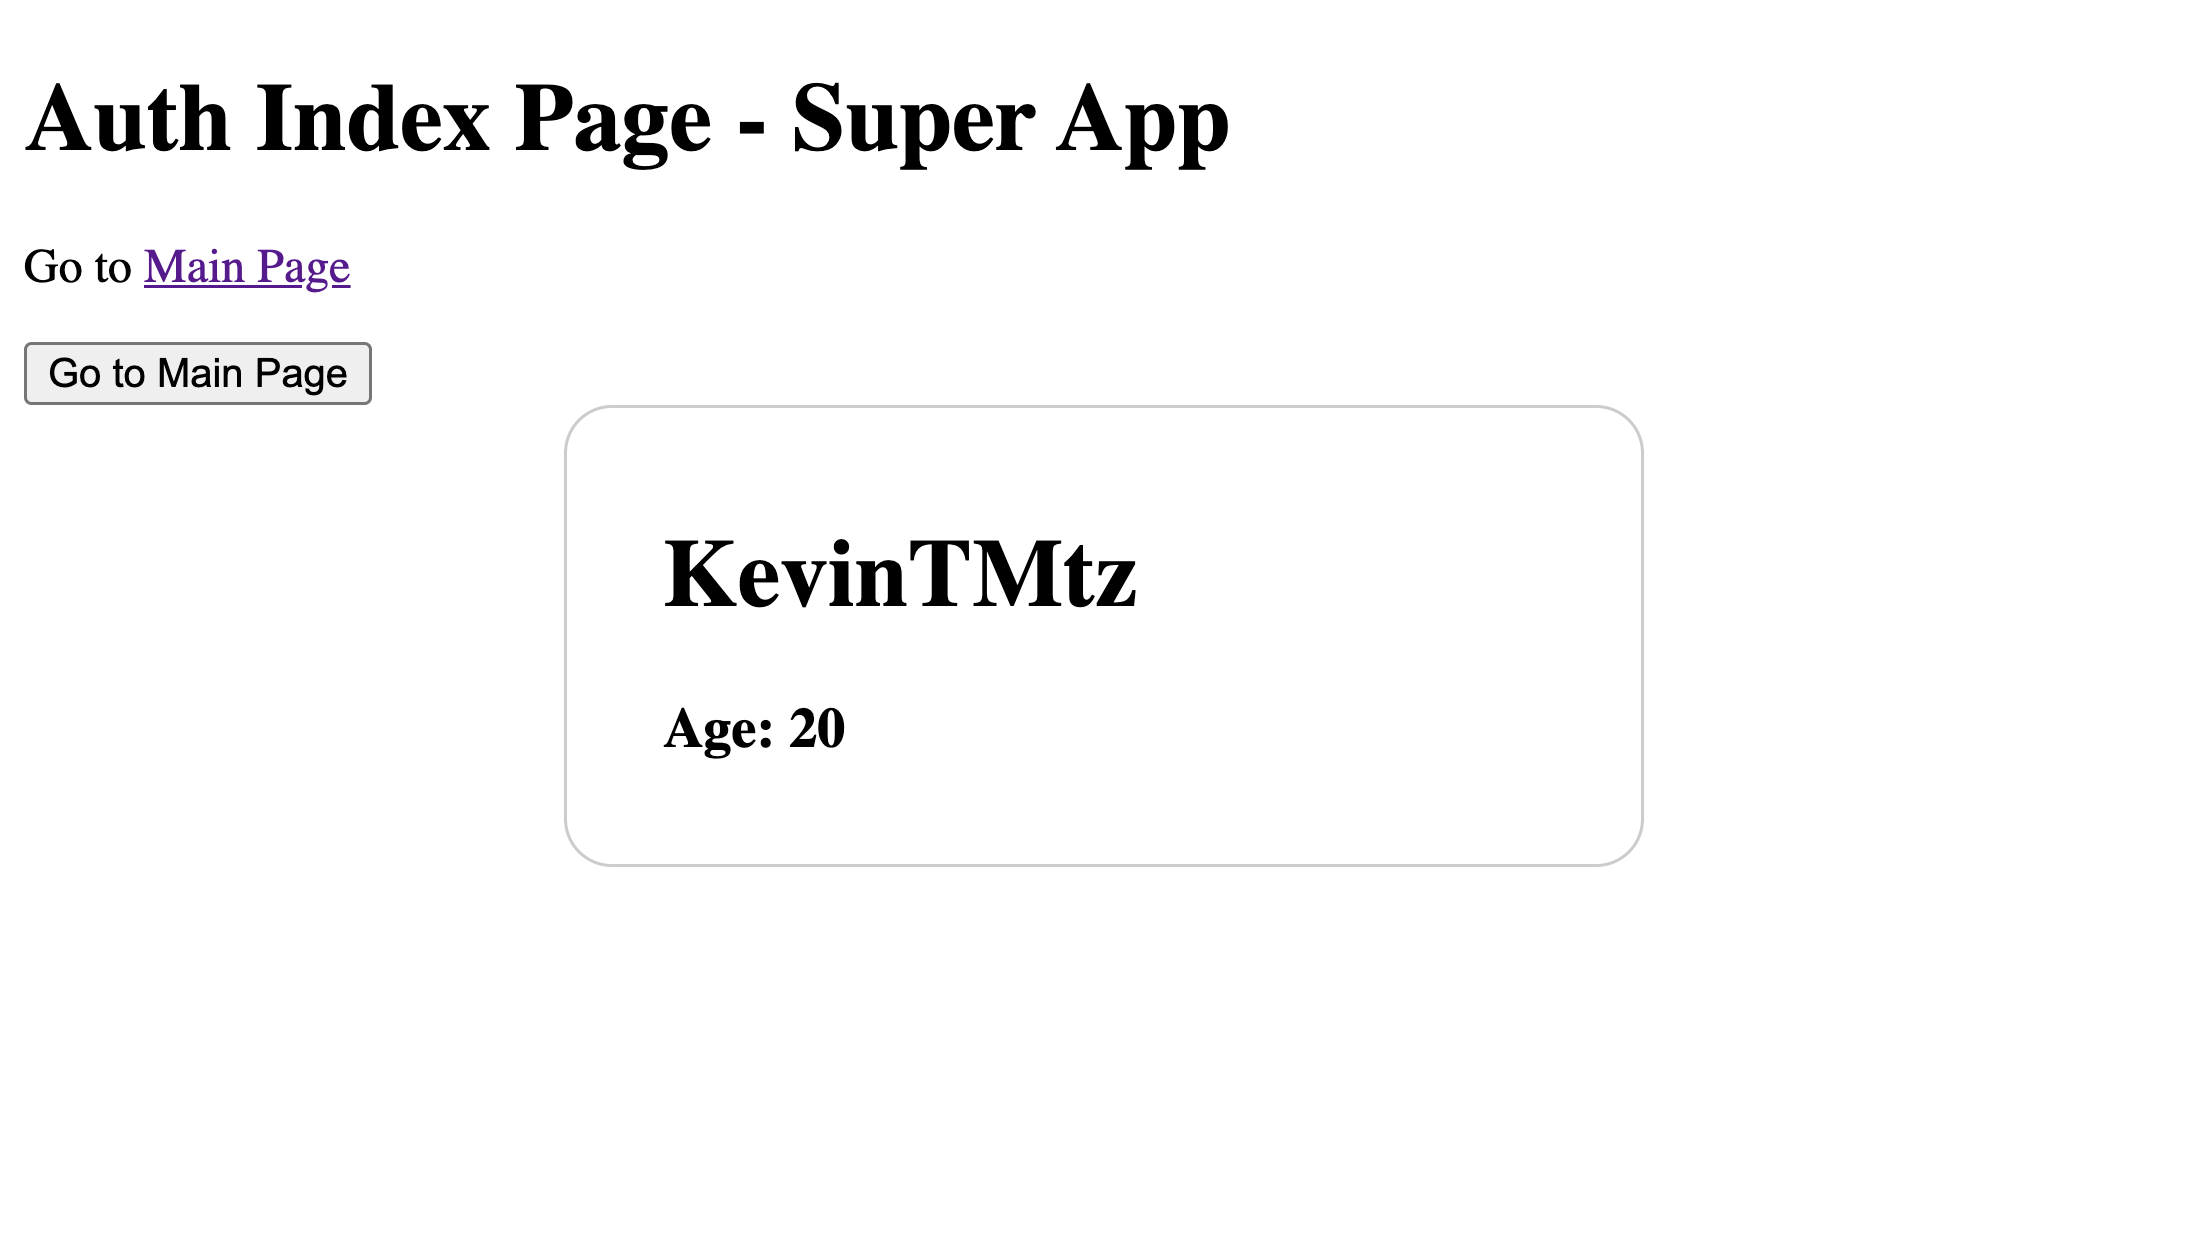 Auth Index Page - Super App
Go to Main Page
Go to Main Page
KevinTMtz
Age: 20